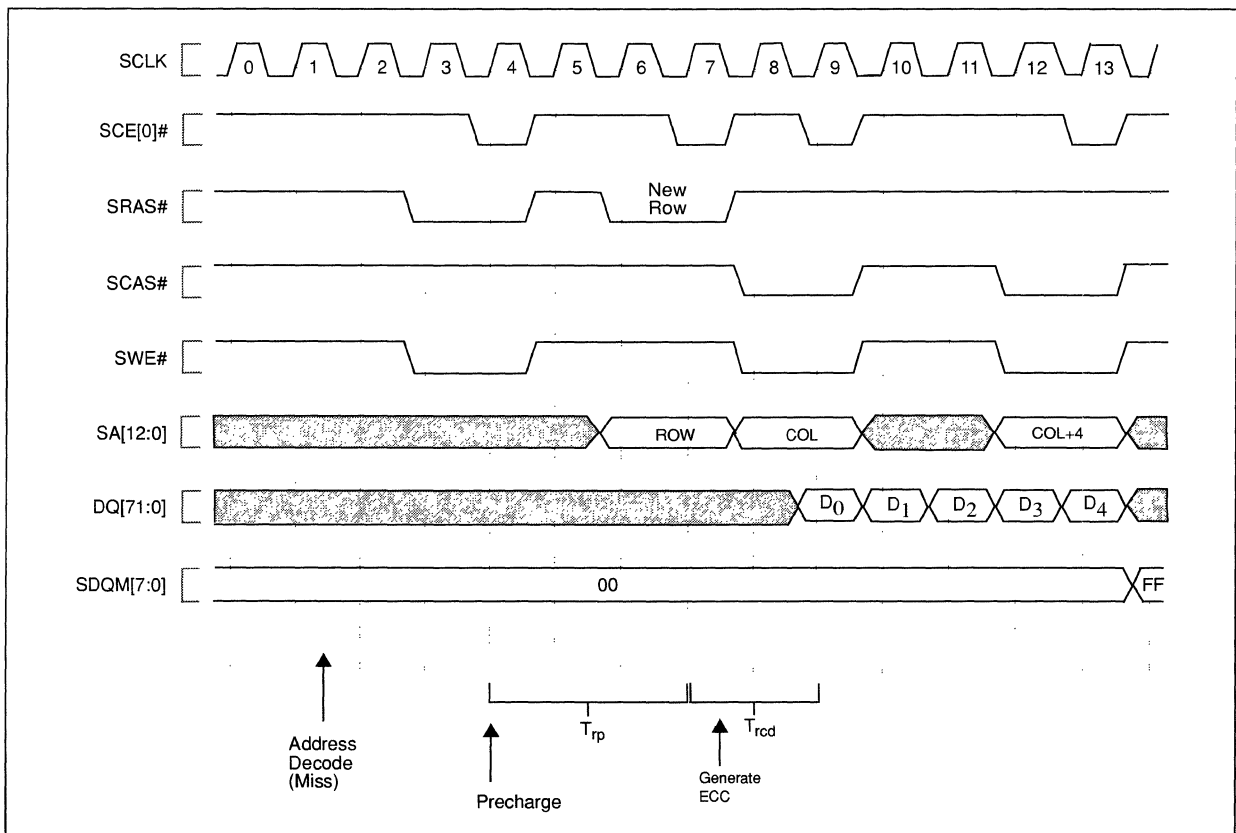 SCLK
0 1 2 3 4 5 6 7 8 9 10 11 12 13
SCE[0]#
SRAS#
New
Row
SCAS#
SWE#
SA[12:0]
ROW COL COL+4
DQ[71:0]
D0 D1 D2 D3 D4
SDQM[7:0]
00 FF
Trp
Trcd
Address
Decode
(Miss)
Precharge
Generate
ECC